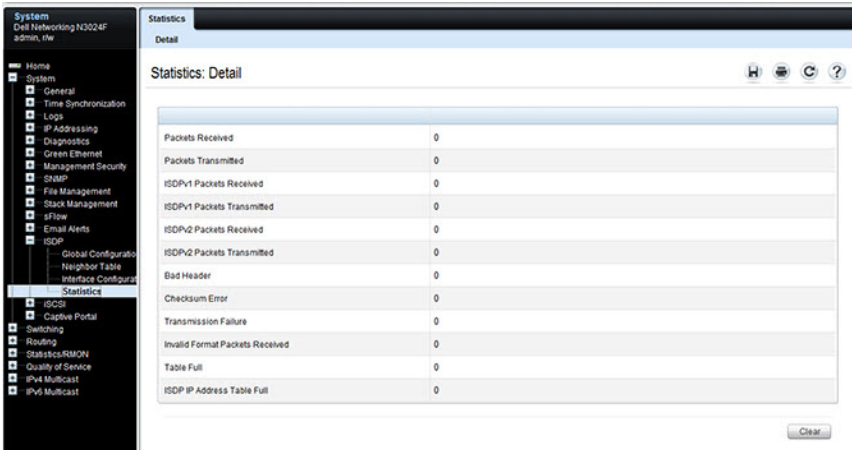 System
Dell Networking N3024F
admin, r/w
Home
System
General
Time Synchronization
Logs
IP Addressing
Diagnostics
Green Ethernet
Management Security
SNMP
File Management
Stack Management
sFlow
Email Alerts
ISDP
Global Configuratio
Neighbor Table
Interface Configurat
Statistics
iSCSI
Captive Portal
Switching
Routing
Statistics/RMON
Quality of Service
IPv4 Multicast
IPv6 Multicast
Statistics
Detail
Statistics: Detail
?
Packets Received 0
Packets Transmitted 0
ISDPv1 Packets Received 0
ISDPv1 Packets Transmitted 0
ISDPv2 Packets Received 0
ISDPv2 Packets Transmitted 0
Bad Header 0
Checksum Error 0
Transmission Failure 0
Invalid Format Packets Received 0
Table Full 0
ISDP IP Address Table Full 0
Clear